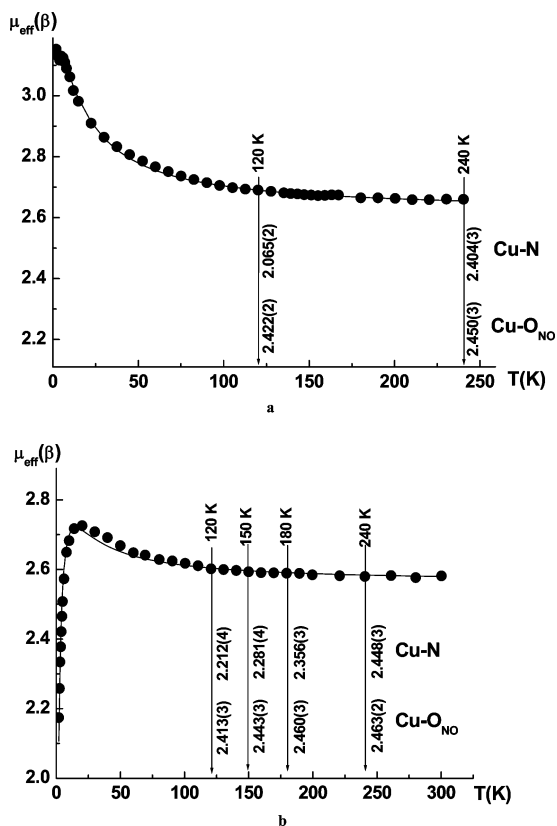 μeff(β)
3.0
2.8
2.6
2.4
2.2
120 K
240 K
2.065(2)
2.404(3)
Cu-N
2.422(2)
2.450(3)
Cu-ONO
0 50 100 150 200 250
T(K)
a
μeff(β)
2.8
2.6
2.4
2.2
2.0
120 K
150 K
180 K
240 K
2.212(4)
2.281(4)
2.356(3)
2.448(3)
Cu-N
2.413(3)
2.443(3)
2.460(3)
2.463(2)
Cu-ONO
0 50 100 150 200 250 300
T(K)
b